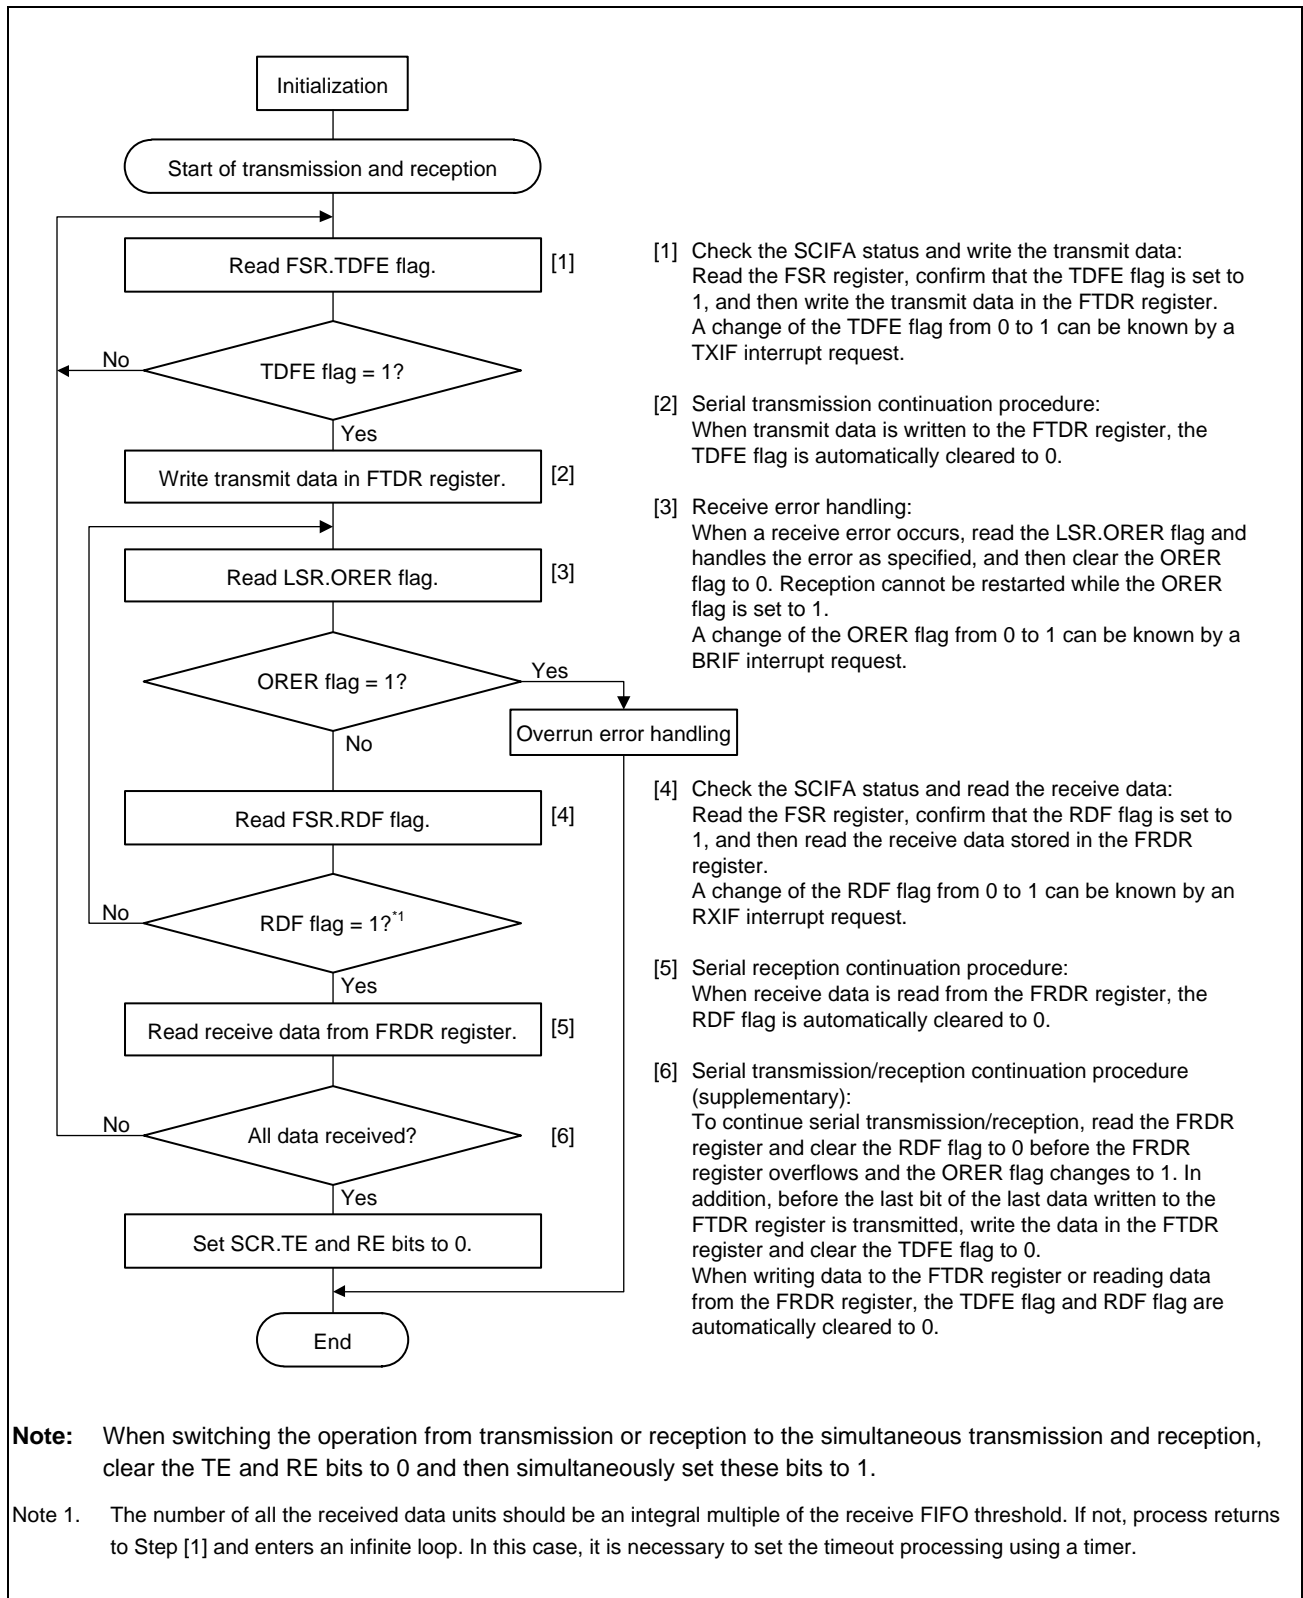 Initialization
Start of transmission and reception
Read FSR.TDFE flag.
[1]
No
TDFE flag = 1?
Yes
Write transmit data in FTDR register.
[2]
Read LSR.ORER flag.
[3]
ORER flag = 1?
Yes
Overrun error handling
No
Read FSR.RDF flag.
[4]
No
RDF flag = 1?*1
Yes
Read receive data from FRDR register.
[5]
No
All data received?
[6]
Yes
Set SCR.TE and RE bits to 0.
End
[1] Check the SCIFA status and write the transmit data:
Read the FSR register, confirm that the TDFE flag is set to
1, and then write the transmit data in the FTDR register.
A change of the TDFE flag from 0 to 1 can be known by a
TXIF interrupt request.
[2] Serial transmission continuation procedure:
When transmit data is written to the FTDR register, the
TDFE flag is automatically cleared to 0.
[3] Receive error handling:
When a receive error occurs, read the LSR.ORER flag and
handles the error as specified, and then clear the ORER
flag to 0. Reception cannot be restarted while the ORER
flag is set to 1.
A change of the ORER flag from 0 to 1 can be known by a
BRIF interrupt request.
[4] Check the SCIFA status and read the receive data:
Read the FSR register, confirm that the RDF flag is set to
1, and then read the receive data stored in the FRDR
register.
A change of the RDF flag from 0 to 1 can be known by an
RXIF interrupt request.
[5] Serial reception continuation procedure:
When receive data is read from the FRDR register, the
RDF flag is automatically cleared to 0.
[6] Serial transmission/reception continuation procedure
(supplementary):
To continue serial transmission/reception, read the FRDR
register and clear the RDF flag to 0 before the FRDR
register overflows and the ORER flag changes to 1. In
addition, before the last bit of the last data written to the
FTDR register is transmitted, write the data in the FTDR
register and clear the TDFE flag to 0.
When writing data to the FTDR register or reading data
from the FRDR register, the TDFE flag and RDF flag are
automatically cleared to 0.
Note: When switching the operation from transmission or reception to the simultaneous transmission and reception,
clear the TE and RE bits to 0 and then simultaneously set these bits to 1.
Note 1. The number of all the received data units should be an integral multiple of the receive FIFO threshold. If not, process returns
to Step [1] and enters an infinite loop. In this case, it is necessary to set the timeout processing using a timer.